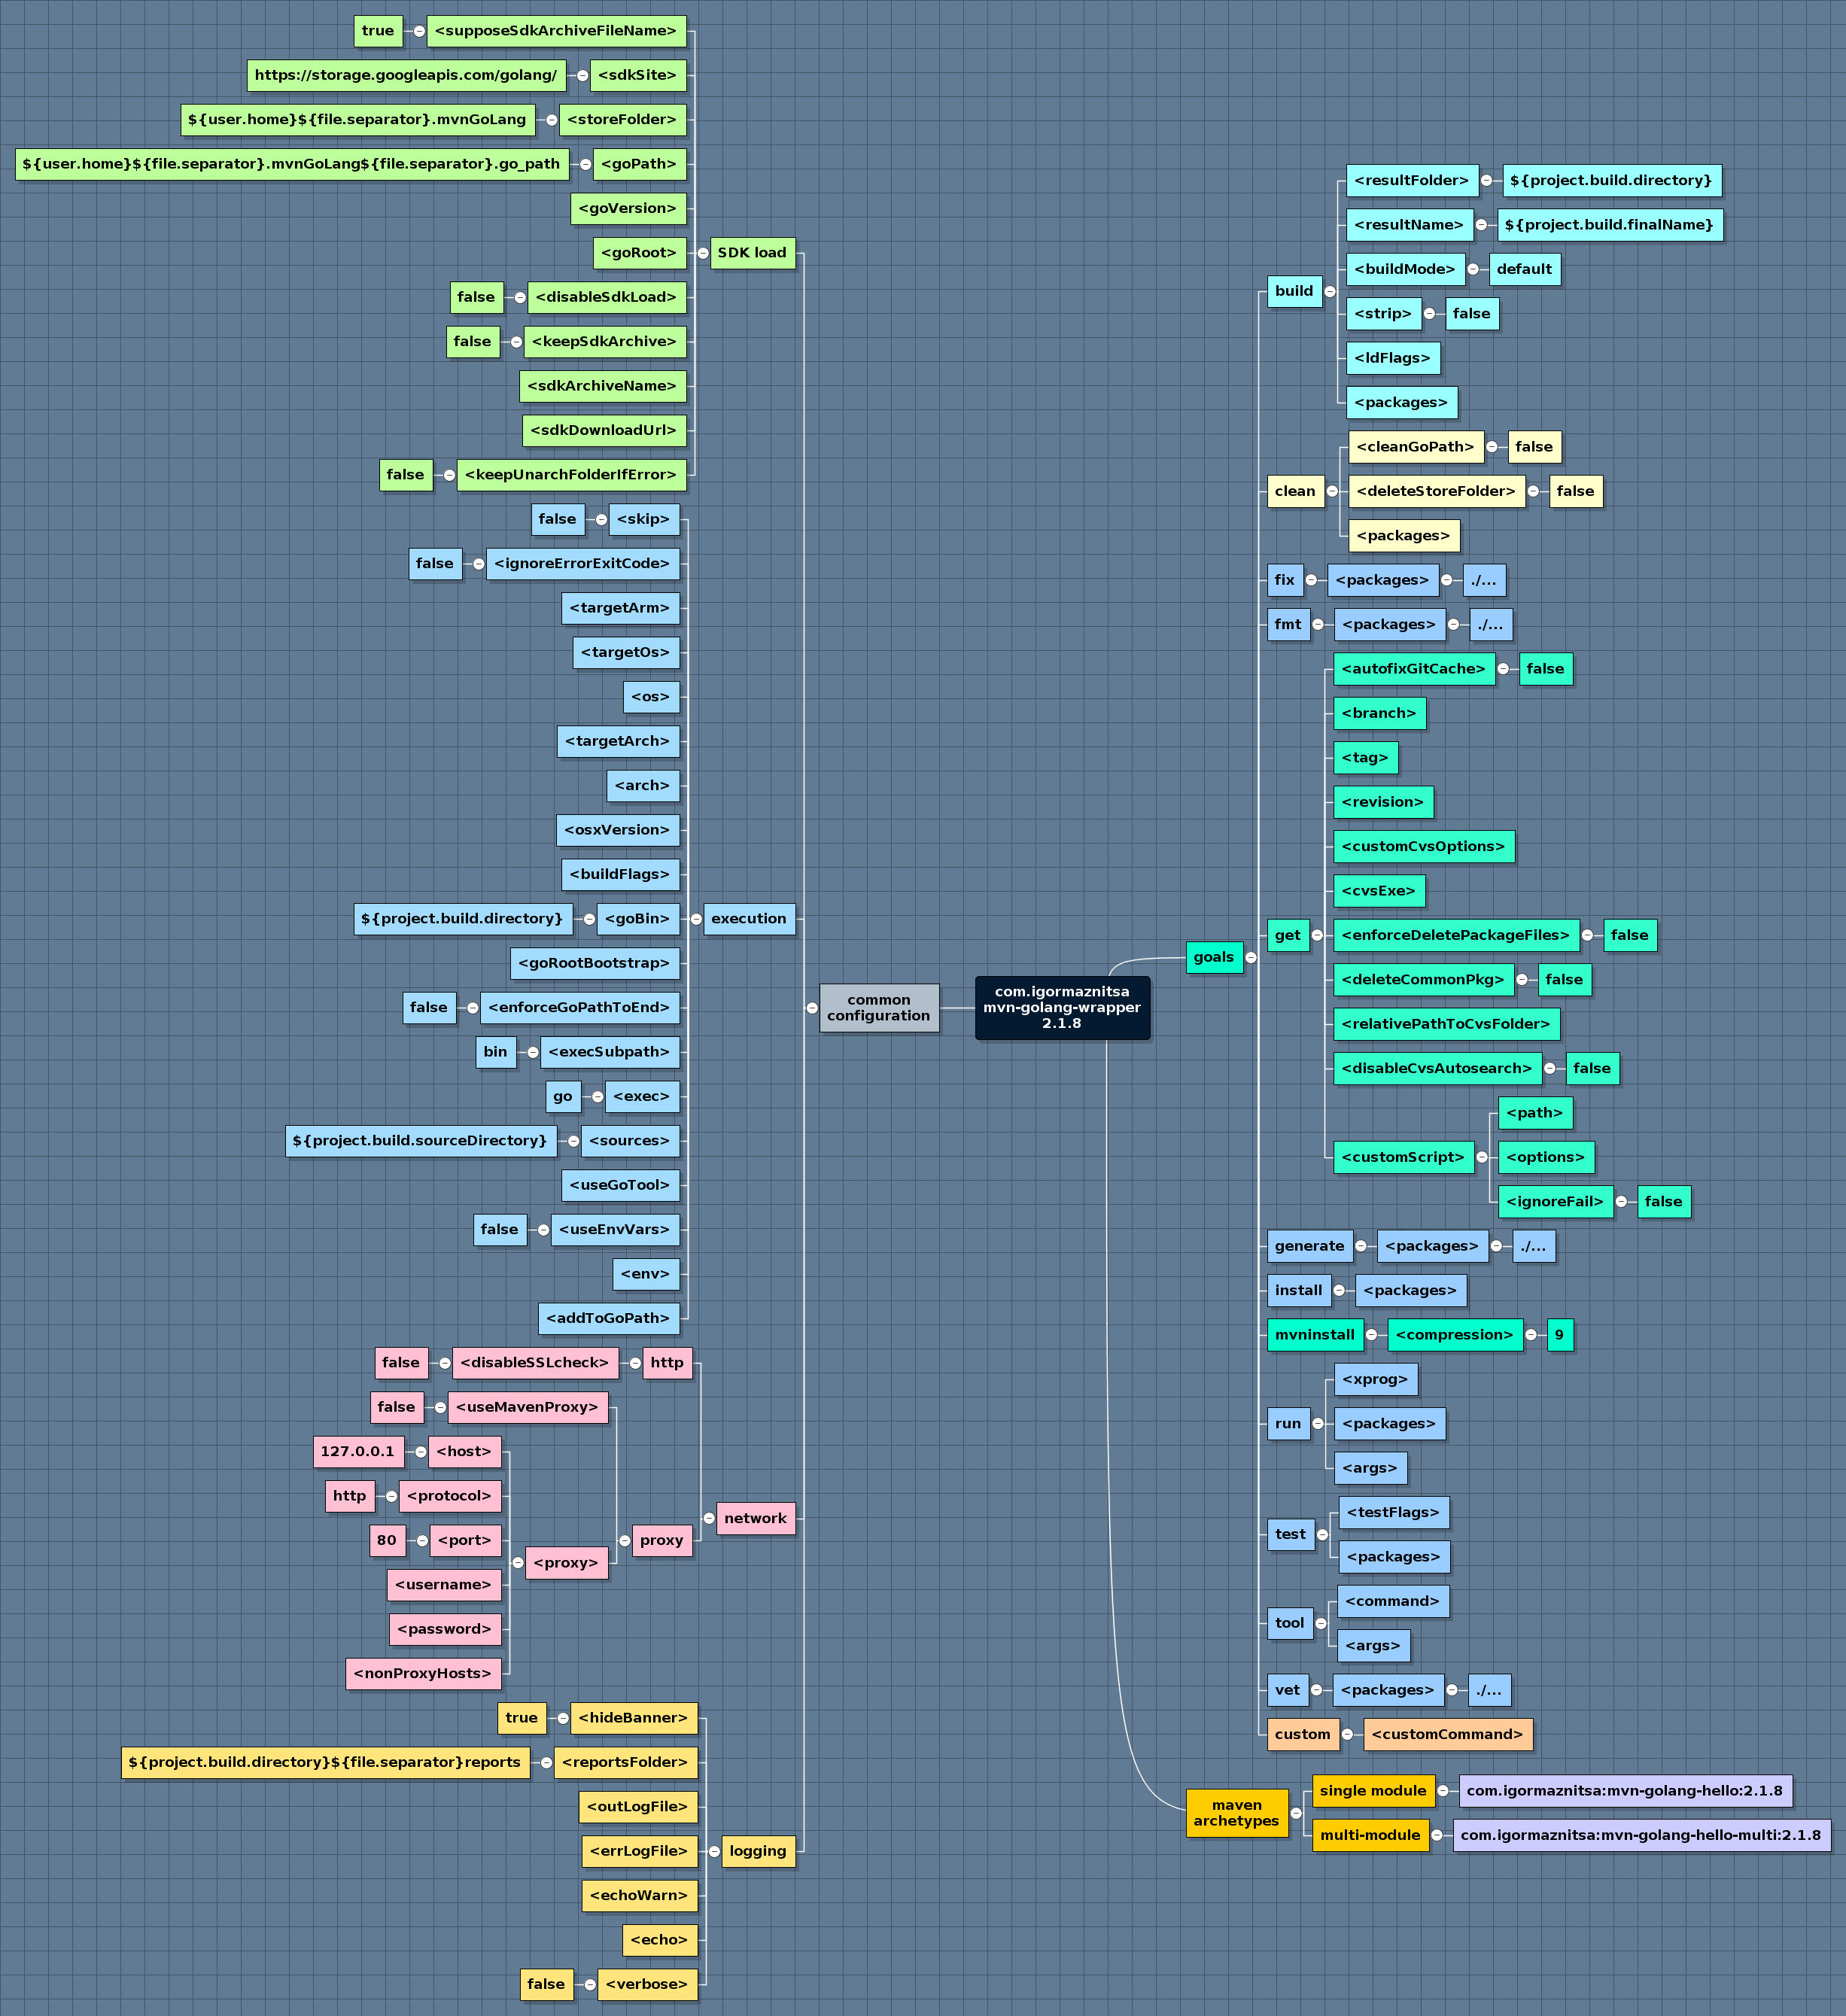 true
<supposeSdkArchiveFileName>
https://storage.googleapis.com/golang/
<sdkSite>
${user.home}${file.separator}.mvnGoLang
<storeFolder>
${user.home}${file.separator}.mvnGoLang${file.separator}.go_path
<goPath>
<goVersion>
<goRoot>
SDK load
false
<disableSdkLoad>
false
<keepSdkArchive>
<sdkArchiveName>
<sdkDownloadUrl>
false
<keepUnarchFolderIfError>
false
<skip>
false
<ignoreErrorExitCode>
<targetArm>
<targetOs>
<os>
<targetArch>
<arch>
<osxVersion>
<buildFlags>
${project.build.directory}
<goBin>
execution
<goRootBootstrap>
false
<enforceGoPathToEnd>
bin
<execSubpath>
go
<exec>
${project.build.sourceDirectory}
<sources>
<useGoTool>
false
<useEnvVars>
<env>
<addToGoPath>
false
<disableSSLcheck>
http
false
<useMavenProxy>
127.0.0.1
<host>
http
<protocol>
80
<port>
<username>
<password>
<nonProxyHosts>
<proxy>
proxy
network
true
<hideBanner>
${project.build.directory}${file.separator}reports
<reportsFolder>
<outLogFile>
<errLogFile>
logging
<echoWarn>
<echo>
false
<verbose>
common
configuration
com.igormaznitsa
mvn-golang-wrapper
2.1.8
goals
build
<resultFolder>
${project.build.directory}
<resultName>
${project.build.finalName}
<buildMode>
default
<strip>
false
<ldFlags>
<packages>
clean
<cleanGoPath>
false
<deleteStoreFolder>
false
<packages>
fix
<packages>
./...
fmt
<packages>
./...
get
<autofixGitCache>
false
<branch>
<tag>
<revision>
<customCvsOptions>
<cvsExe>
<enforceDeletePackageFiles>
false
<deleteCommonPkg>
false
<relativePathToCvsFolder>
<disableCvsAutosearch>
false
<customScript>
<path>
<options>
<ignoreFail>
false
generate
<packages>
./...
install
<packages>
mvninstall
<compression>
9
run
<xprog>
<packages>
<args>
test
<testFlags>
<packages>
tool
<command>
<args>
vet
<packages>
./...
custom
<customCommand>
maven
archetypes
single module
com.igormaznitsa:mvn-golang-hello:2.1.8
multi-module
com.igormaznitsa:mvn-golang-hello-multi:2.1.8